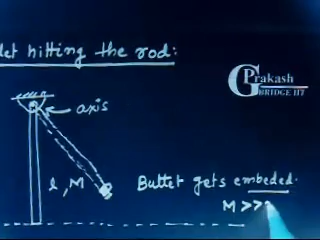 let hitting the rod:
Prakash
BRIDGE IIT
axis
l, M
Bullet gets embeded.
M >>